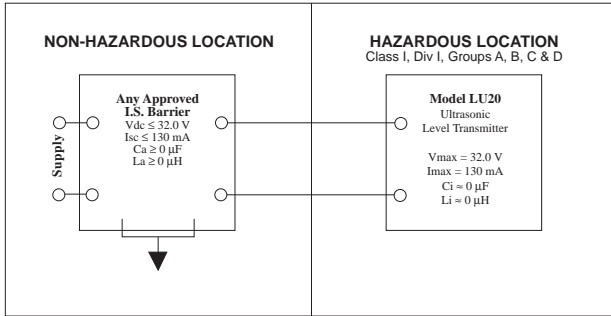 NON-HAZARDOUS LOCATION
Supply
Any Approved
I.S. Barrier
Vdc ≤ 32.0 V
Isc ≤ 130 mA
Ca ≥ 0 µF
La ≥ 0 µH
HAZARDOUS LOCATION
Class I, Div I, Groups A, B, C & D
Model LU20
Ultrasonic
Level Transmitter
Vmax = 32.0 V
Imax = 130 mA
Ci ≈ 0 µF
Li ≈ 0 µH